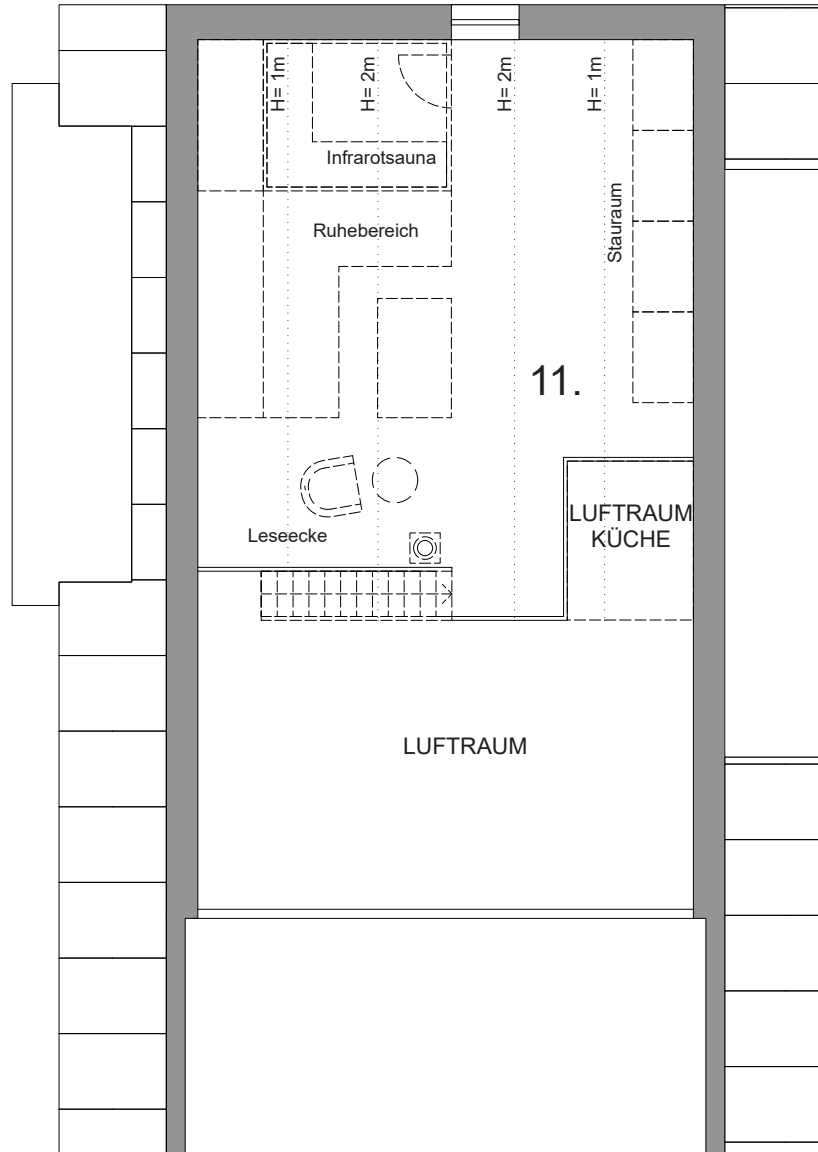 H= 1m
H= 2m
H= 2m
H= 1m
Infrarotsauna
Ruhebereich
Stauraum
11.
Leseecke
LUFTRAUM
KÜCHE
LUFTRAUM